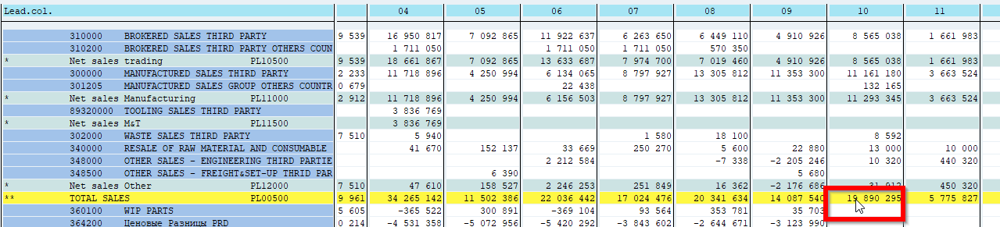 Lead.col. 04 05 06 07 08 09 10 11
310000 BROKERED SALES THIRD PARTY 9 539 16 950 817 7 092 865 11 922 637 6 263 650 6 449 110 4 910 926 8 565 038 1 661 983
310200 BROKERED SALES THIRD PARTY OTHERS COUN 1 711 050 1 711 050 1 711 050 570 350
* Net sales trading PL10500 9 539 18 661 867 7 092 865 13 633 687 7 974 700 7 019 460 4 910 926 8 565 038 1 661 983
300000 MANUFACTURED SALES THIRD PARTY 2 233 11 718 896 4 250 994 6 134 065 8 797 927 13 305 812 11 353 300 11 161 180 3 663 524
301205 MANUFACTURED SALES GROUP OTHERS COUNTR 0 679 22 438 132 165
* Net sales Manufacturing PL11000 2 912 11 718 896 4 250 994 6 156 503 8 797 927 13 305 812 11 353 300 11 293 345 3 663 524
89320000 TOOLING SALES THIRD PARTY 3 836 769
* Net sales M&T PL11500 3 836 769
302000 WASTE SALES THIRD PARTY 7 510 5 940 1 580 18 100 8 592
340000 RESALE OF RAW MATERIAL AND CONSUMABLE 41 670 152 137 33 669 250 270 5 600 22 880 13 000 10 000
348000 OTHER SALES - ENGINEERING THIRD PARTIE 2 212 584 -7 338 -2 205 246 10 320 440 320
348500 OTHER SALES - FREIGHT&SET-UP THRID PAR 6 390 5 680
* Net sales Other PL12000 7 510 47 610 158 527 2 246 253 251 849 16 362 -2 176 686 31 912 450 320
** TOTAL SALES PL00500 9 961 34 265 142 11 502 386 22 036 442 17 024 476 20 341 634 14 087 540 19 890 295 5 775 827
360100 WIP PARTS 5 605 -365 522 300 891 -369 104 93 564 353 781 35 703
364200 Ценовые Разницы PRD 0 214 -4 531 358 -5 072 956 -5 420 292 -3 843 602 -2 644 671 -3 123 990